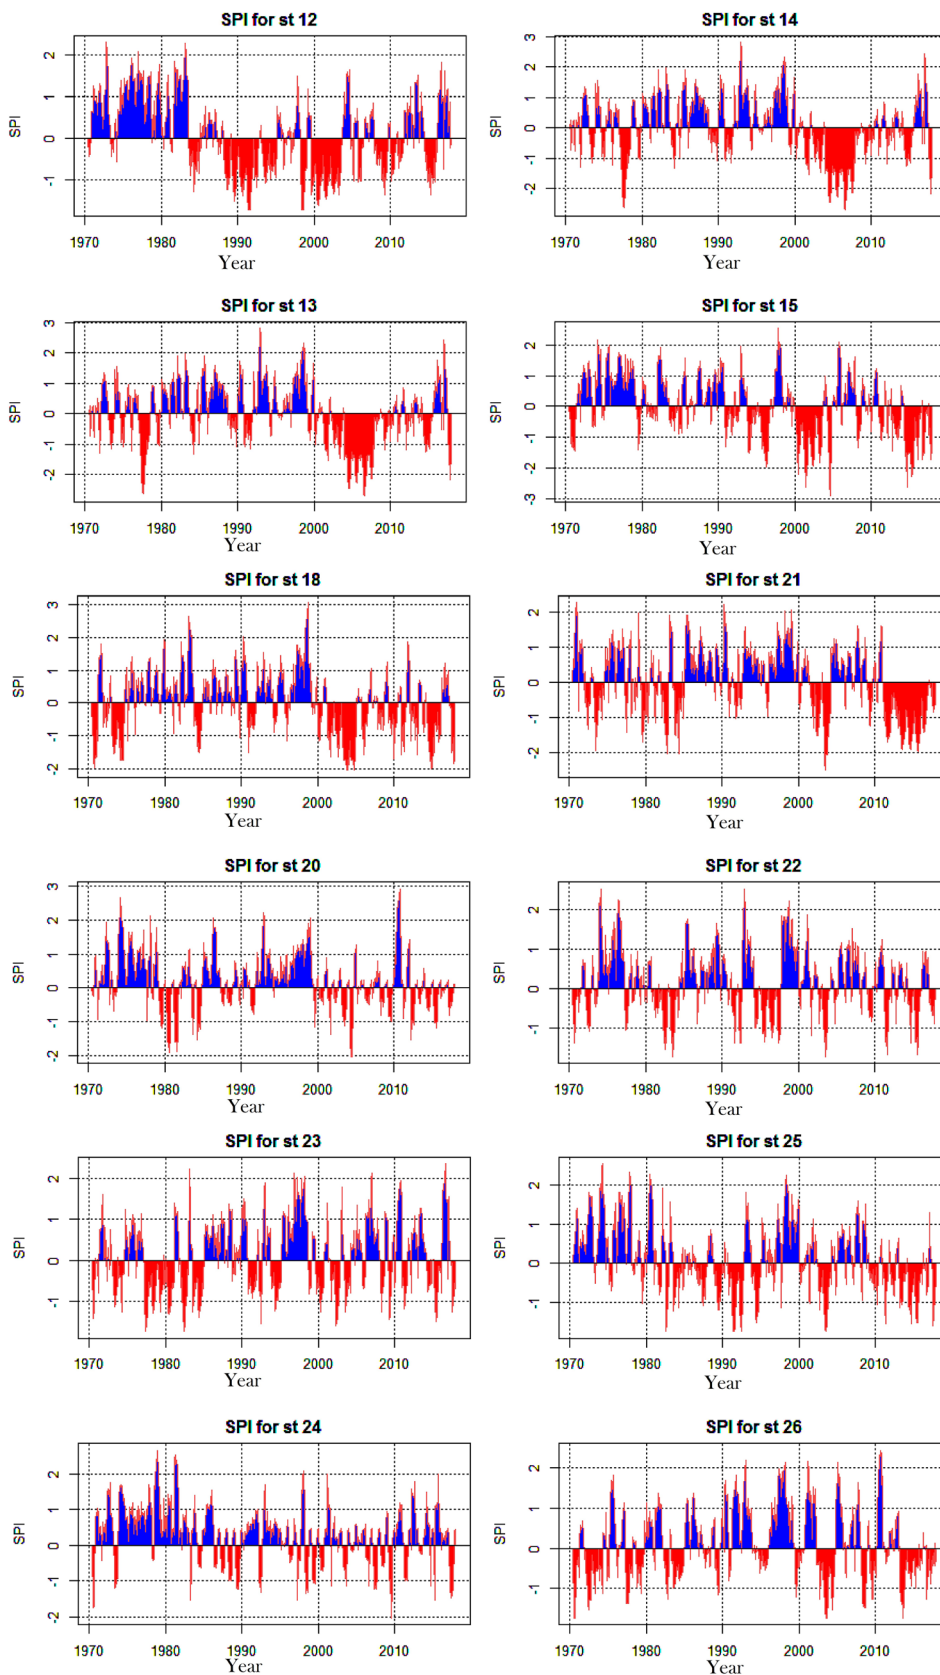 SPI for st 12
SPI
2
1
0
-1
1970 1980 1990 2000 2010
Year
SPI for st 14
SPI
3
2
1
0
-1
-2
1970 1980 1990 2000 2010
Year
SPI for st 13
SPI
3
2
1
0
-1
-2
1970 1980 1990 2000 2010
Year
SPI for st 15
SPI
2
1
0
-1
-2
-3
1970 1980 1990 2000 2010
Year
SPI for st 18
SPI
3
2
1
0
-1
-2
1970 1980 1990 2000 2010
Year
SPI for st 21
SPI
2
1
0
-1
-2
1970 1980 1990 2000 2010
Year
SPI for st 20
SPI
3
2
1
0
-1
-2
1970 1980 1990 2000 2010
Year
SPI for st 22
SPI
2
1
0
-1
1970 1980 1990 2000 2010
Year
SPI for st 23
SPI
2
1
0
-1
1970 1980 1990 2000 2010
Year
SPI for st 25
SPI
2
1
0
-1
1970 1980 1990 2000 2010
Year
SPI for st 24
SPI
2
1
0
-1
-2
1970 1980 1990 2000 2010
Year
SPI for st 26
SPI
2
1
0
-1
1970 1980 1990 2000 2010
Year